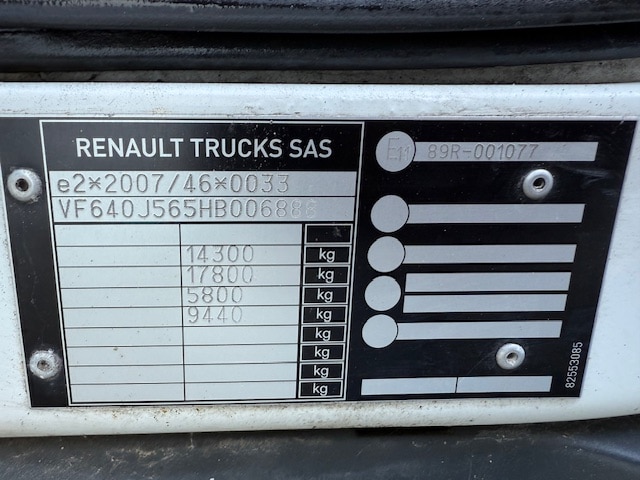 RENAULT TRUCKS SAS
e2*2007/46*0033
VF640J565HB006888
14300 kg
17800 kg
5800 kg
9440 kg
kg
kg
kg
kg
E11 89R-001077
82553085